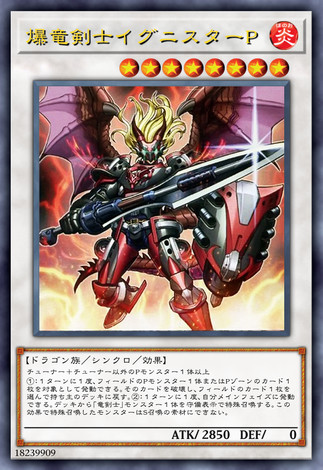 爆竜剣士イグニスターP
炎
【ドラゴン族／シンクロ／効果】
チューナー＋チューナー以外のPモンスター１体以上
①：１ターンに１度、フィールドのPモンスター１体またはPゾーンのカード１
枚を対象として発動できる。そのカードを破壊し、フィールドのカード１枚を
選んで持ち主のデッキに戻す。②：１ターンに１度、自分メインフェイズに発動
できる。デッキから「竜剣士」モンスター１体を守備表示で特殊召喚する。こ
の効果で特殊召喚したモンスターはS召喚の素材にできない。
ATK/ 2850 DEF/ 0
18239909